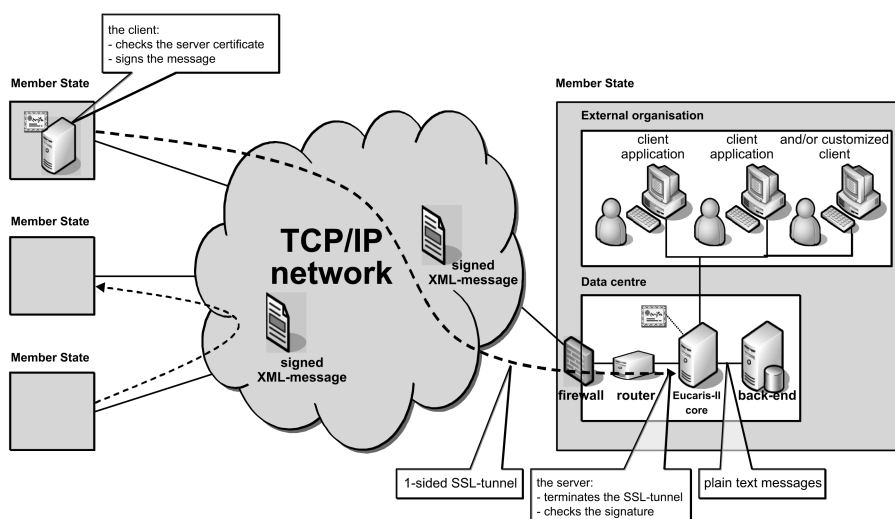 the client:
- checks the server certificate
- signs the message
Member State
Member State
Member State
TCP/IP
network
signed
XML-message
signed
XML-message
Member State
External organisation
client
application
client
application
and/or customized
client
Data centre
firewall
router
Eucaris-II
core
back-end
1-sided SSL-tunnel
the server:
- terminates the SSL-tunnel
- checks the signature
plain text messages